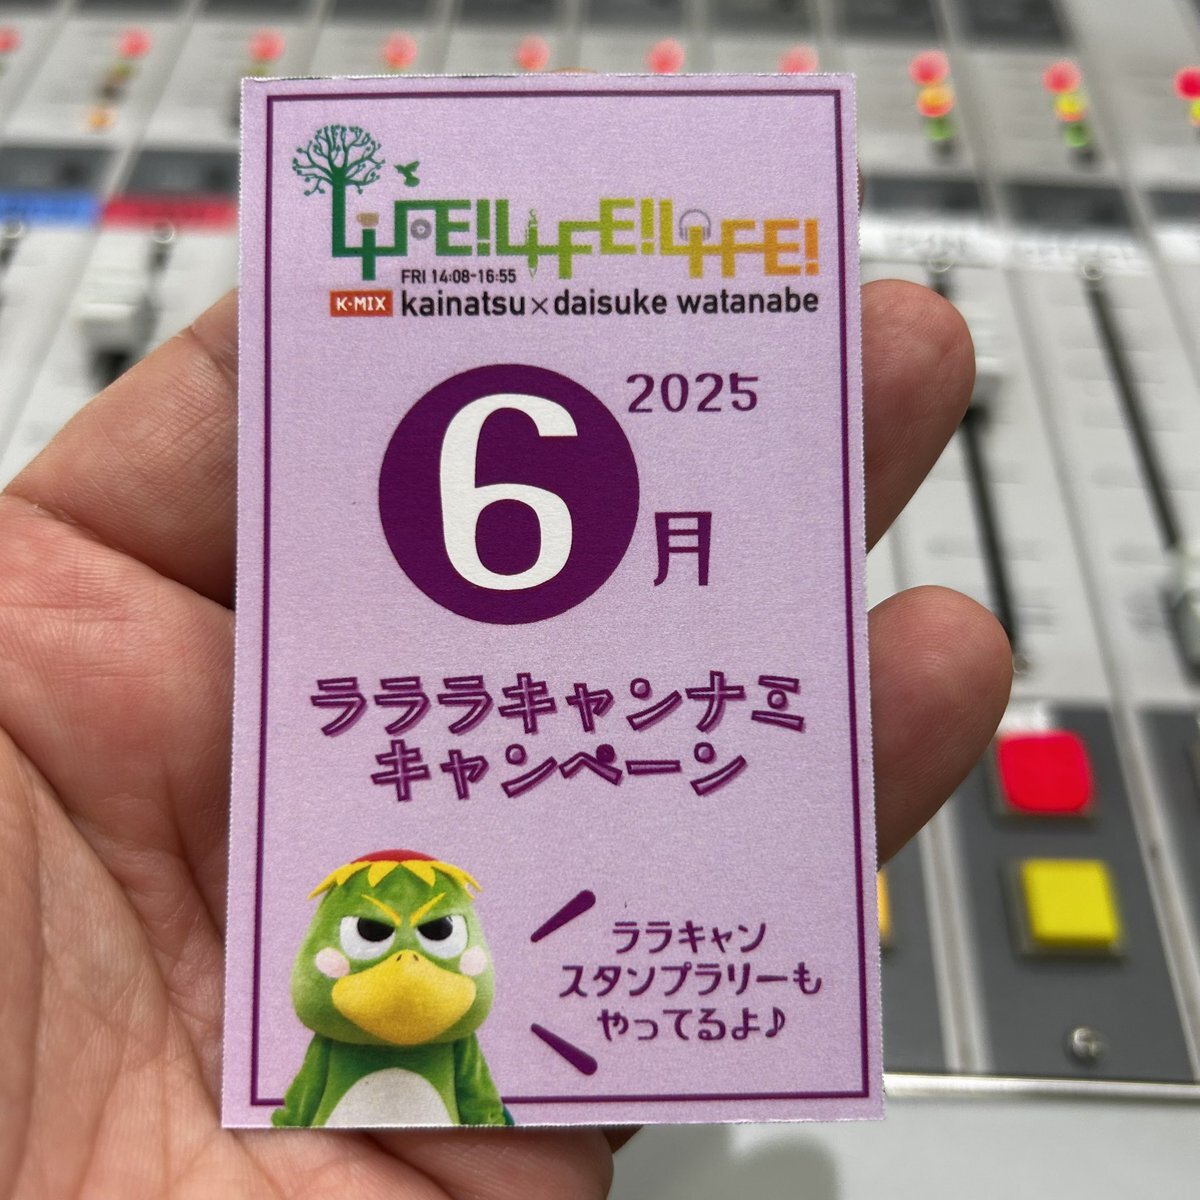 LIFE!LIFE!LIFE!
FRI 14:08-16:55
K-MIX kainatsu×daisuke watanabe
2025
6月
ラララキャンナミ
キャンペーン
ララキャン
スタンプラリーも
やってるよ♪